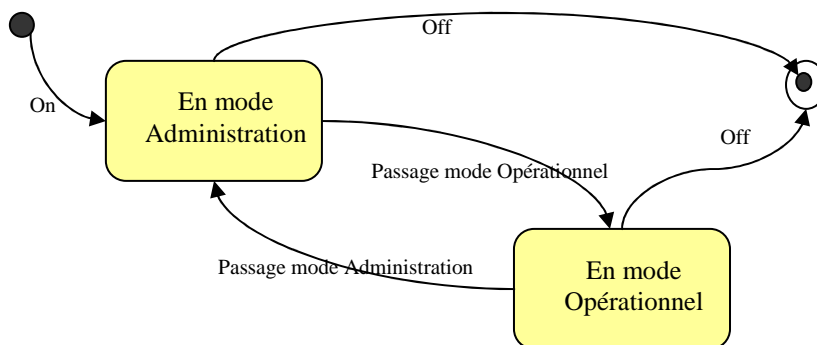 Off
On
En mode
Administration
Off
Passage mode Opérationnel
Passage mode Administration
En mode
Opérationnel